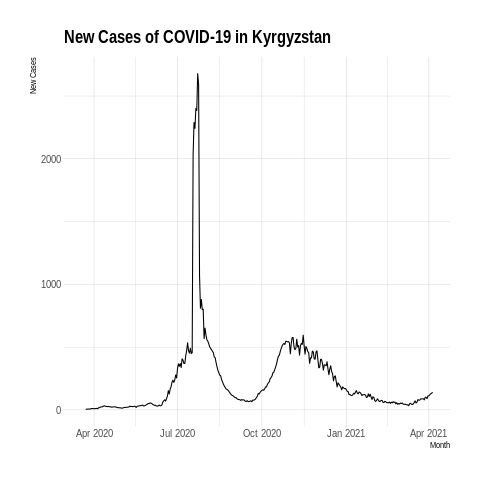 New Cases of COVID-19 in Kyrgyzstan
New Cases
2000
1000
0
Apr 2020 Jul 2020 Oct 2020 Jan 2021 Apr 2021
Month